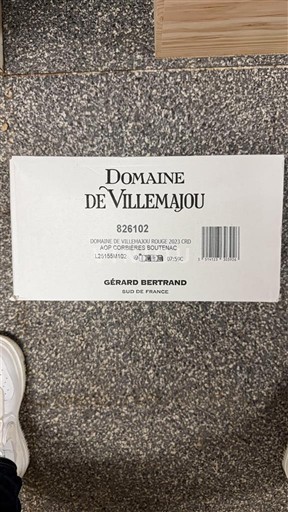 DOMAINE
DE VILLEMAJOU
826102
DOMAINE DE VILLEMAJOU ROUGE 2023 CRD
AOP CORBIERES BOUTENAC
GÉRARD BERTRAND
SUD DE FRANCE